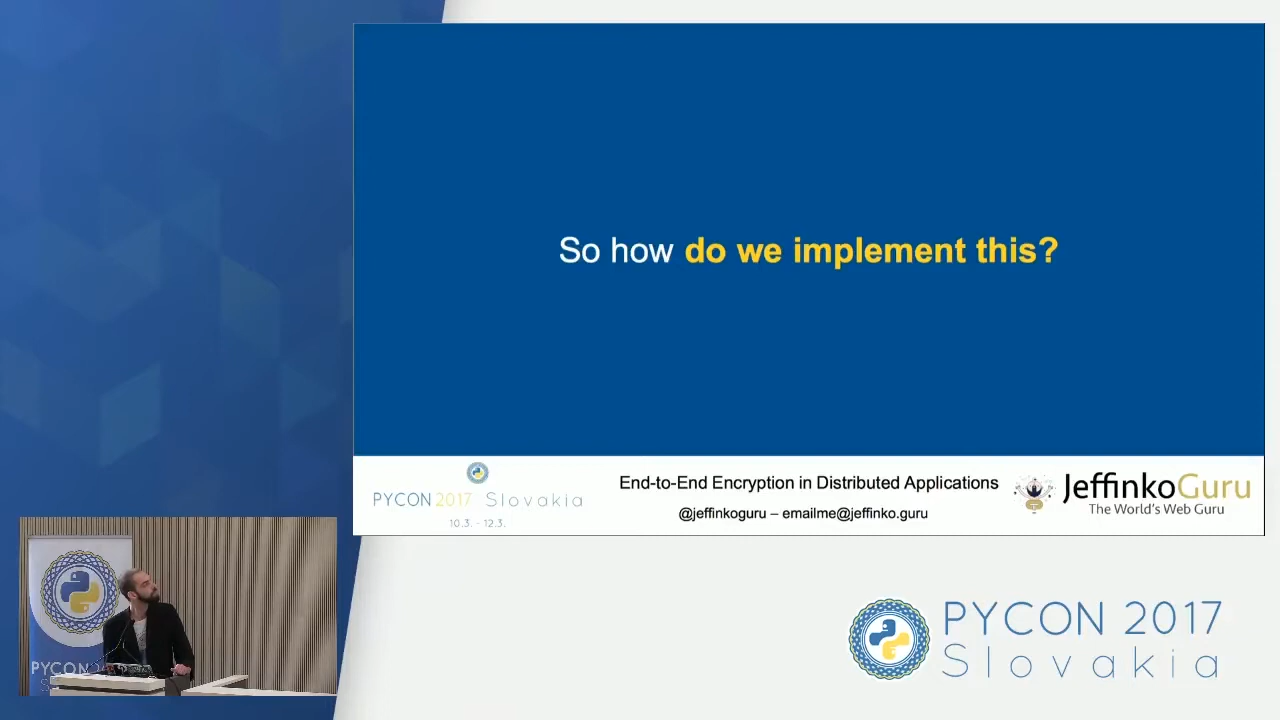 So how do we implement this?
PYCON 2017 Slovakia
10.3. - 12.3.
End-to-End Encryption in Distributed Applications
@jeffinkoguru – emailme@jeffinko.guru
JeffinkoGuru
The World's Web Guru
PYCON
PYCON 2017
Slovakia